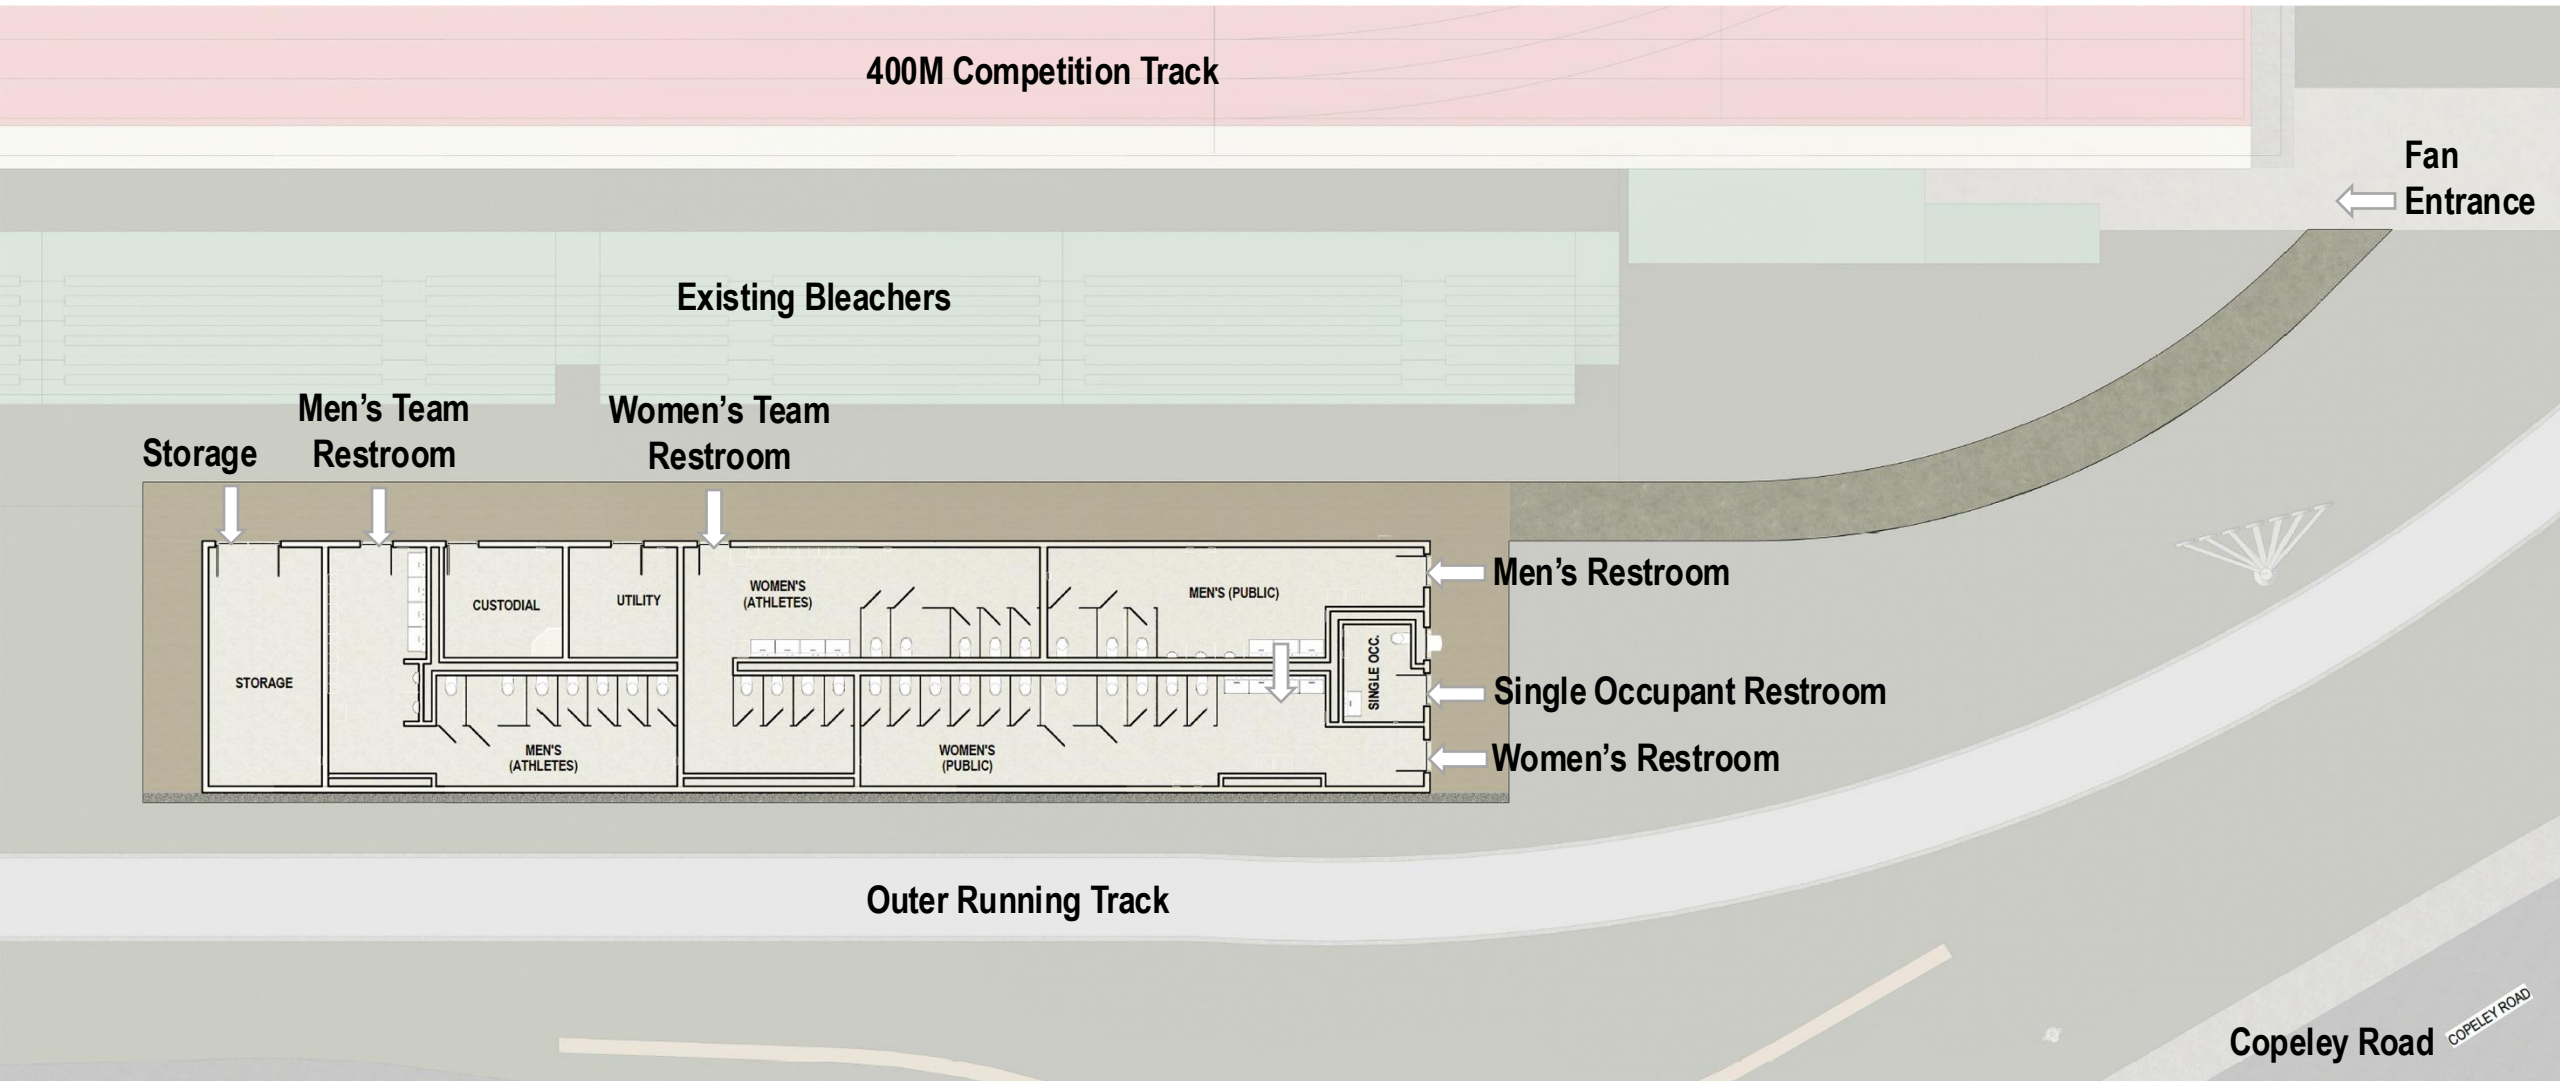 400M Competition Track
Fan
Entrance
Existing Bleachers
Men's Team
Restroom
Women's Team
Restroom
Storage
Men's Restroom
WOMEN'S
(ATHLETES)
MEN'S (PUBLIC)
CUSTODIAL
UTILITY
STORAGE
SINGLE OCC.
Single Occupant Restroom
MEN'S
(ATHLETES)
WOMEN'S
(PUBLIC)
Women's Restroom
Outer Running Track
Copeley Road
COPELEY ROAD